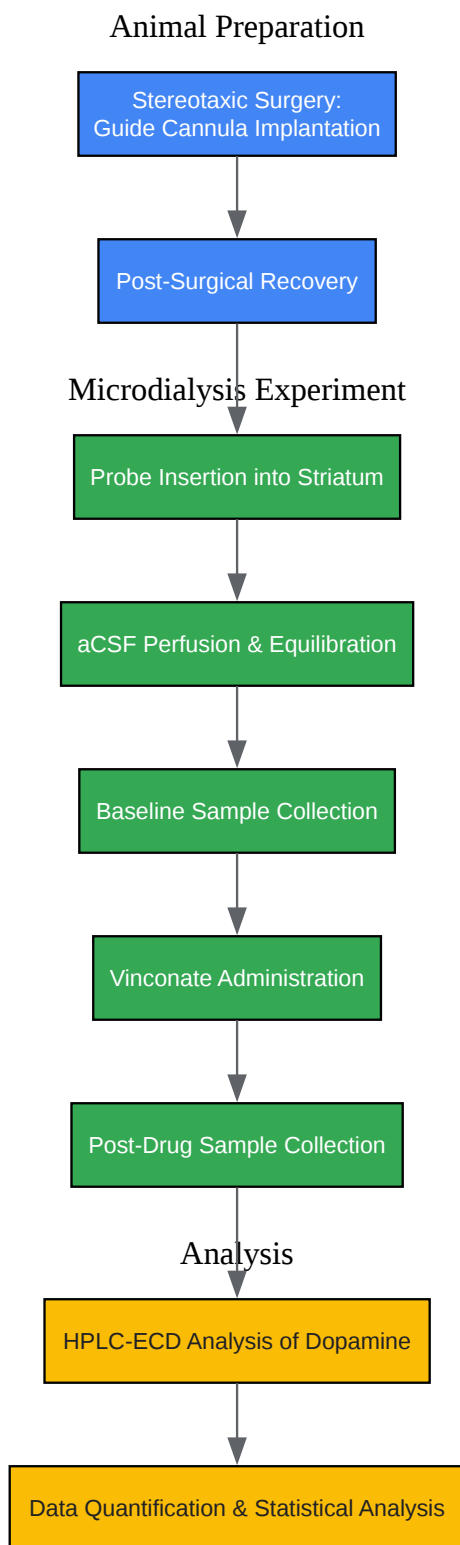 Animal Preparation
Stereotaxic Surgery:
Guide Cannula Implantation
Post-Surgical Recovery
Microdialysis Experiment
Probe Insertion into Striatum
aCSF Perfusion & Equilibration
Baseline Sample Collection
Vinconate Administration
Post-Drug Sample Collection
Analysis
HPLC-ECD Analysis of Dopamine
Data Quantification & Statistical Analysis